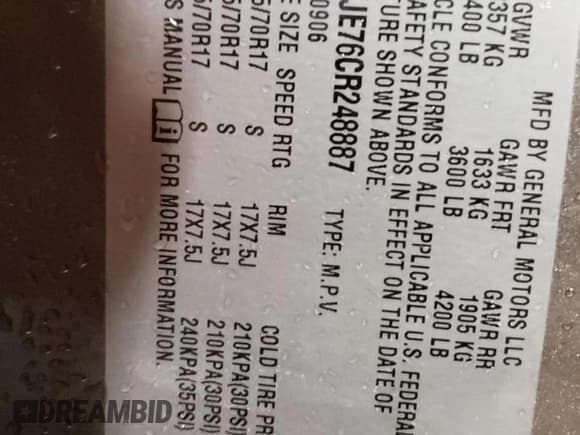 MFD BY GENERAL MOTORS LLC
GVWR GAWR FRT GAWR RR
357 KG 1633 KG 1905 KG
400 LB 3600 LB 4200 LB
CLE CONFORMS TO ALL APPLICABLE U.S. FEDERAL
AFETY STANDARDS IN EFFECT ON THE DATE OF
TURE SHOWN ABOVE.
JE76CR248887 TYPE: M.P.V.
0906
E SIZE SPEED RTG RIM COLD TIRE PR
5/70R17 S 17X7.5J 210KPA(30PSI)
5/70R17 S 17X7.5J 210KPA(30PSI)
5/70R17 S 17X7.5J 240KPA(35PSI)
S MANUAL i FOR MORE INFORMATION.
DREAMBID